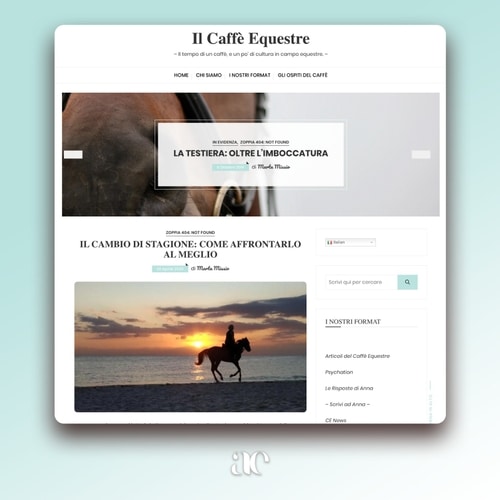 Il Caffè Equestre
– Il tempo di un caffè, e un po' di cultura in campo equestre. –
HOME CHI SIAMO I NOSTRI FORMAT GLI OSPITI DEL CAFFÈ
IN EVIDENZA, ZOPPIA 404: NOT FOUND
LA TESTIERA: OLTRE L'IMBOCCATURA
di Marta Missio
ZOPPIA 404: NOT FOUND
IL CAMBIO DI STAGIONE: COME AFFRONTARLO
AL MEGLIO
di Marta Missio
Italian
Scrivi qui per cercare
I NOSTRI FORMAT
Articoli del Caffè Equestre
Psychation
Le Risposte di Anna
– Scrivi ad Anna –
CE News
ac